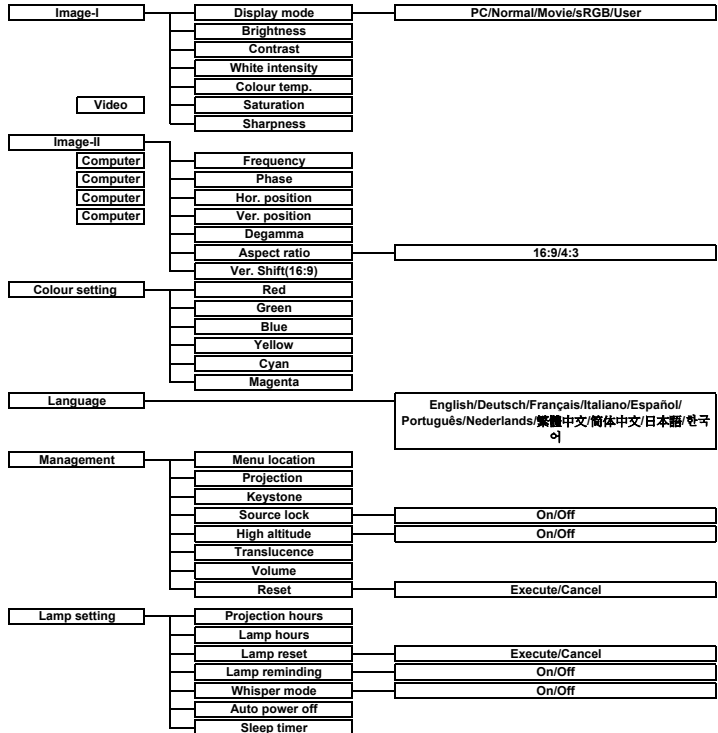 Image-I Display mode PC/Normal/Movie/sRGB/User
Brightness
Contrast
White intensity
Colour temp.
Video Saturation
Sharpness
Image-II
Computer Frequency
Computer Phase
Computer Hor. position
Computer Ver. position
Degamma
Aspect ratio 16:9/4:3
Ver. Shift(16:9)
Colour setting Red
Green
Blue
Yellow
Cyan
Magenta
Language English/Deutsch/Français/Italiano/Español/
Português/Nederlands/繁體中文/简体中文/日本語/한국
어
Management Menu location
Projection
Keystone
Source lock On/Off
High altitude On/Off
Translucence
Volume
Reset Execute/Cancel
Lamp setting Projection hours
Lamp hours
Lamp reset Execute/Cancel
Lamp reminding On/Off
Whisper mode On/Off
Auto power off
Sleep timer